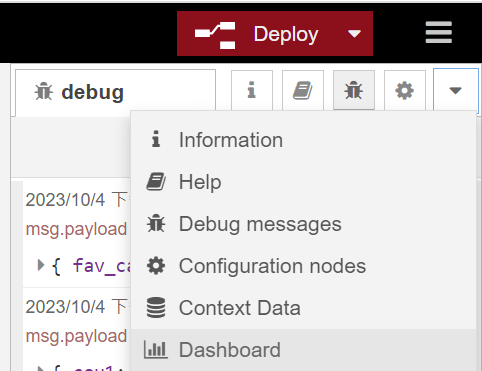 Deploy
debug
Information
Help
Debug messages
Configuration nodes
Context Data
Dashboard
2023/10/4 下
msg.payload
{ fav_ca
2023/10/4 下
msg.payload